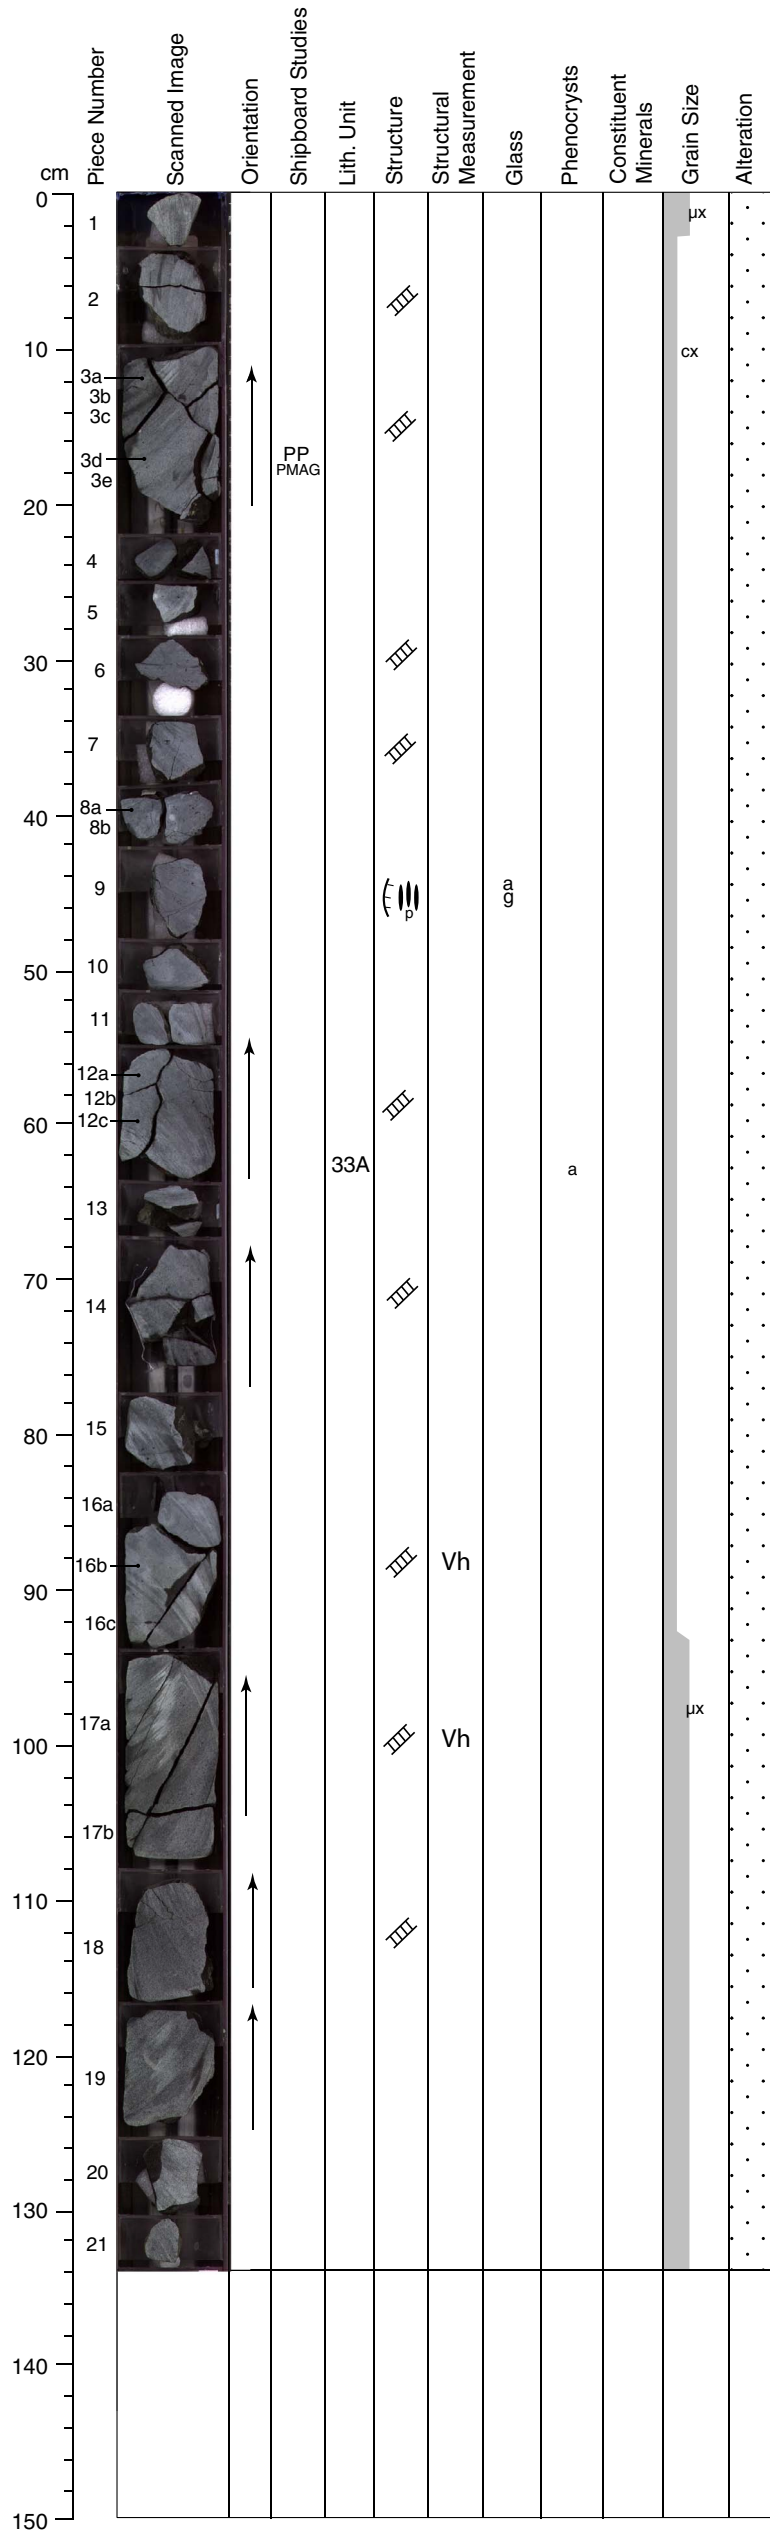 cm
Piece Number
Scanned Image
Orientation
Shipboard Studies
Lith. Unit
Structure
Structural
Measurement
Glass
Phenocrysts
Constituent
Minerals
Grain Size
Alteration
0
1
µx
2
10
cx
3a
3b
3c
3d
PP
PMAG
3e
20
4
5
30
6
7
8a
40
8b
9
a
g
p
50
10
11
12a
12b
60
12c
33A
a
13
70
14
80
15
16a
16b
Vh
90
16c
17a
µx
100
Vh
17b
110
18
120
19
20
130
21
140
150